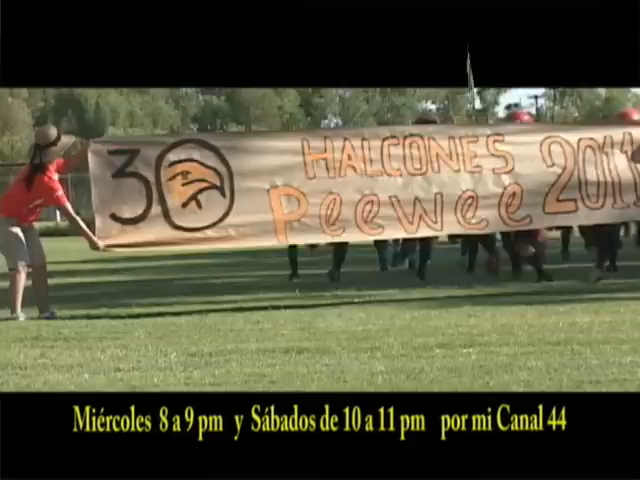 30 HALCONES 2011
Peewee
Miércoles 8 a 9 pm y Sábados de 10 a 11 pm por mi Canal 44